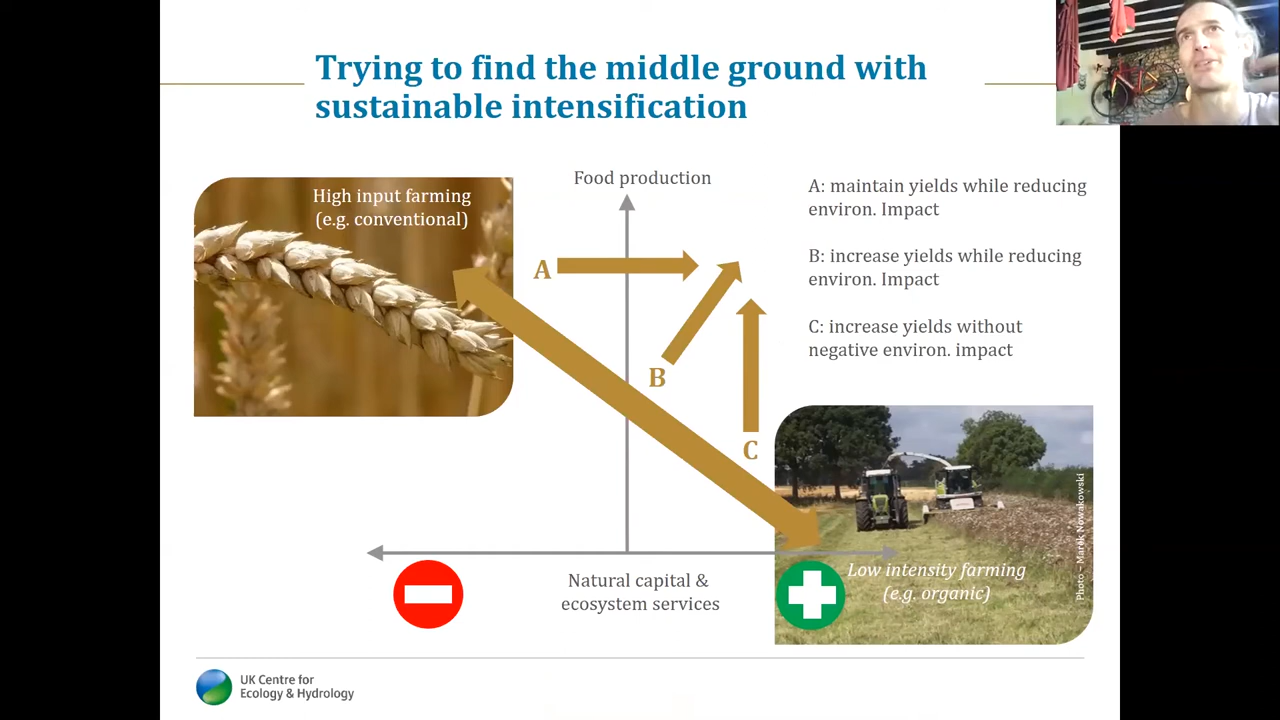 Trying to find the middle ground with
sustainable intensification
High input farming
(e.g. conventional)
Food production
A
B
C
A: maintain yields while reducing
environ. Impact
B: increase yields while reducing
environ. Impact
C: increase yields without
negative environ. impact
Natural capital &
ecosystem services
Low intensity farming
(e.g. organic)
Photo – Marek Nowakowski
UK Centre for
Ecology & Hydrology